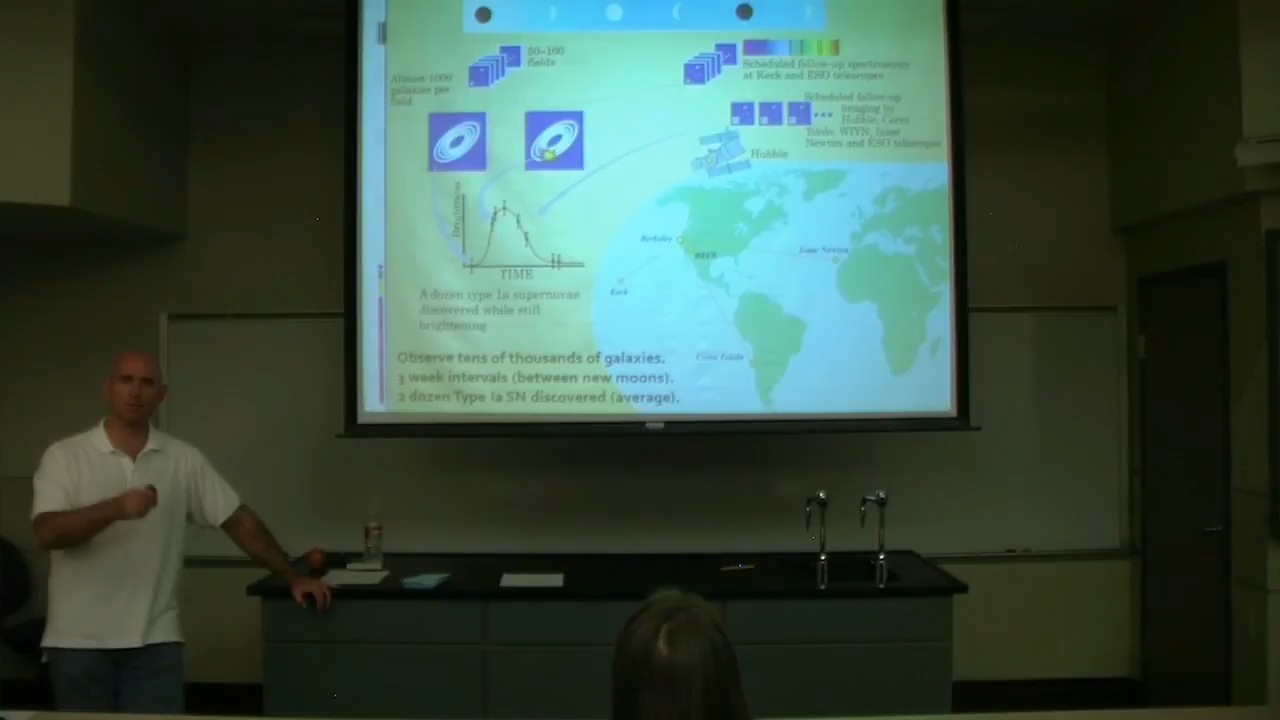 50-100
fields
Almost 1000
galaxies per
field
Scheduled follow-up spectroscopy
at Keck and ESO telescopes
Scheduled follow-up
imaging by
Hubble, Cerro
Tololo, WIYN, Isaac
Newton and ESO telescopes
Hubble
Brightness
TIME
Berkeley
WIYN
Isaac Newton
Keck
Cerro Tololo
A dozen type Ia supernovae
discovered while still
brightening
Observe tens of thousands of galaxies.
3 week intervals (between new moons).
2 dozen Type Ia SN discovered (average).